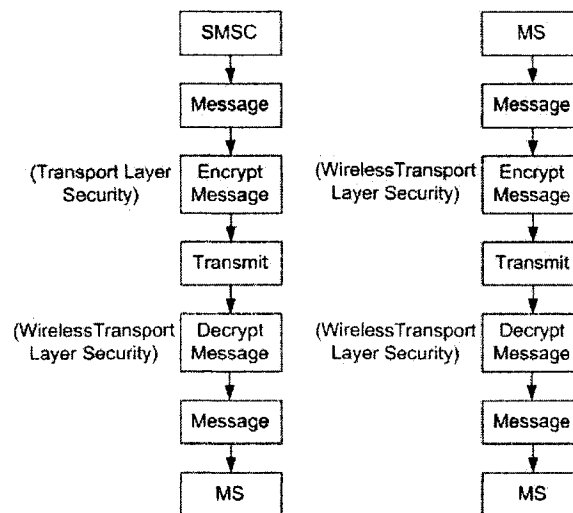 SMSC
Message
(Transport Layer
Security)
Encrypt
Message
Transmit
(WirelessTransport
Layer Security)
Decrypt
Message
Message
MS
MS
Message
(WirelessTransport
Layer Security)
Encrypt
Message
Transmit
(WirelessTransport
Layer Security)
Decrypt
Message
Message
MS